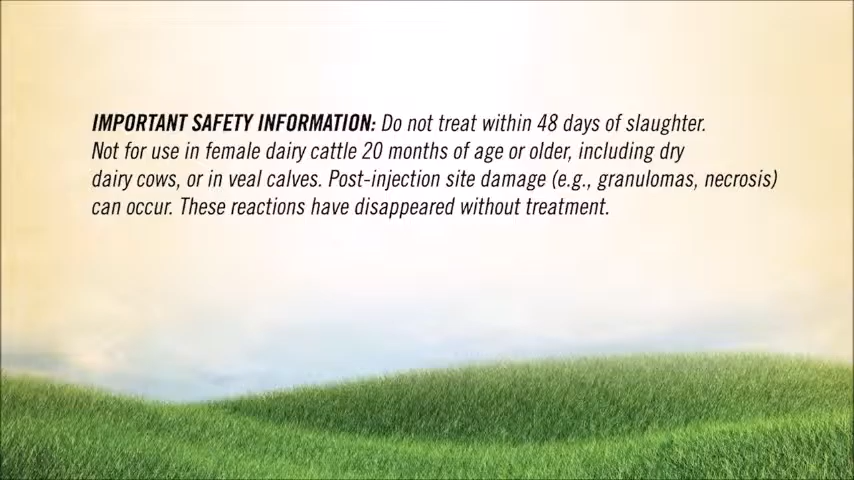 IMPORTANT SAFETY INFORMATION: Do not treat within 48 days of slaughter.
Not for use in female dairy cattle 20 months of age or older, including dry
dairy cows, or in veal calves. Post-injection site damage (e.g., granulomas, necrosis)
can occur. These reactions have disappeared without treatment.